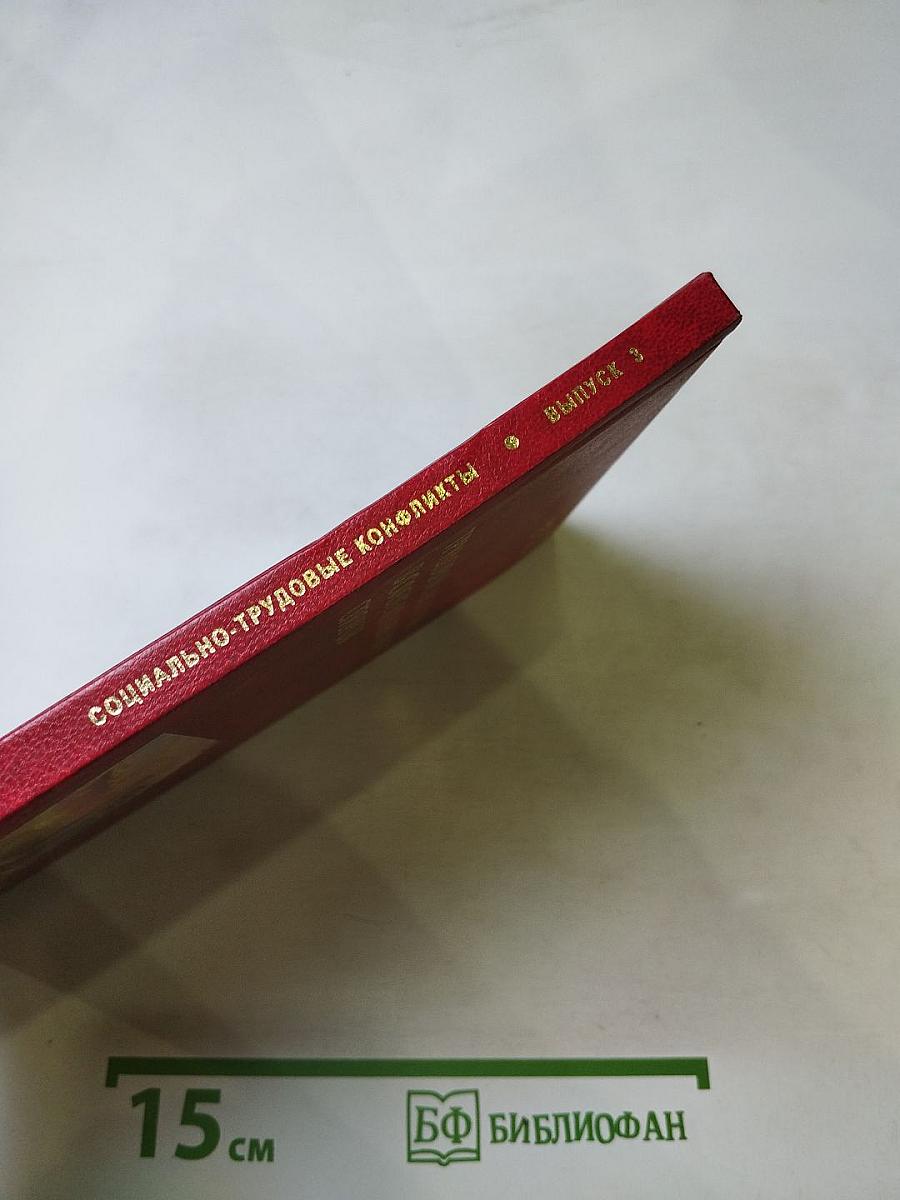 СОЦИАЛЬНО-ТРУДОВЫЕ КОНФЛИКТЫ • ВЫПУСК 3
15 см
БФ БИБЛИОФАН